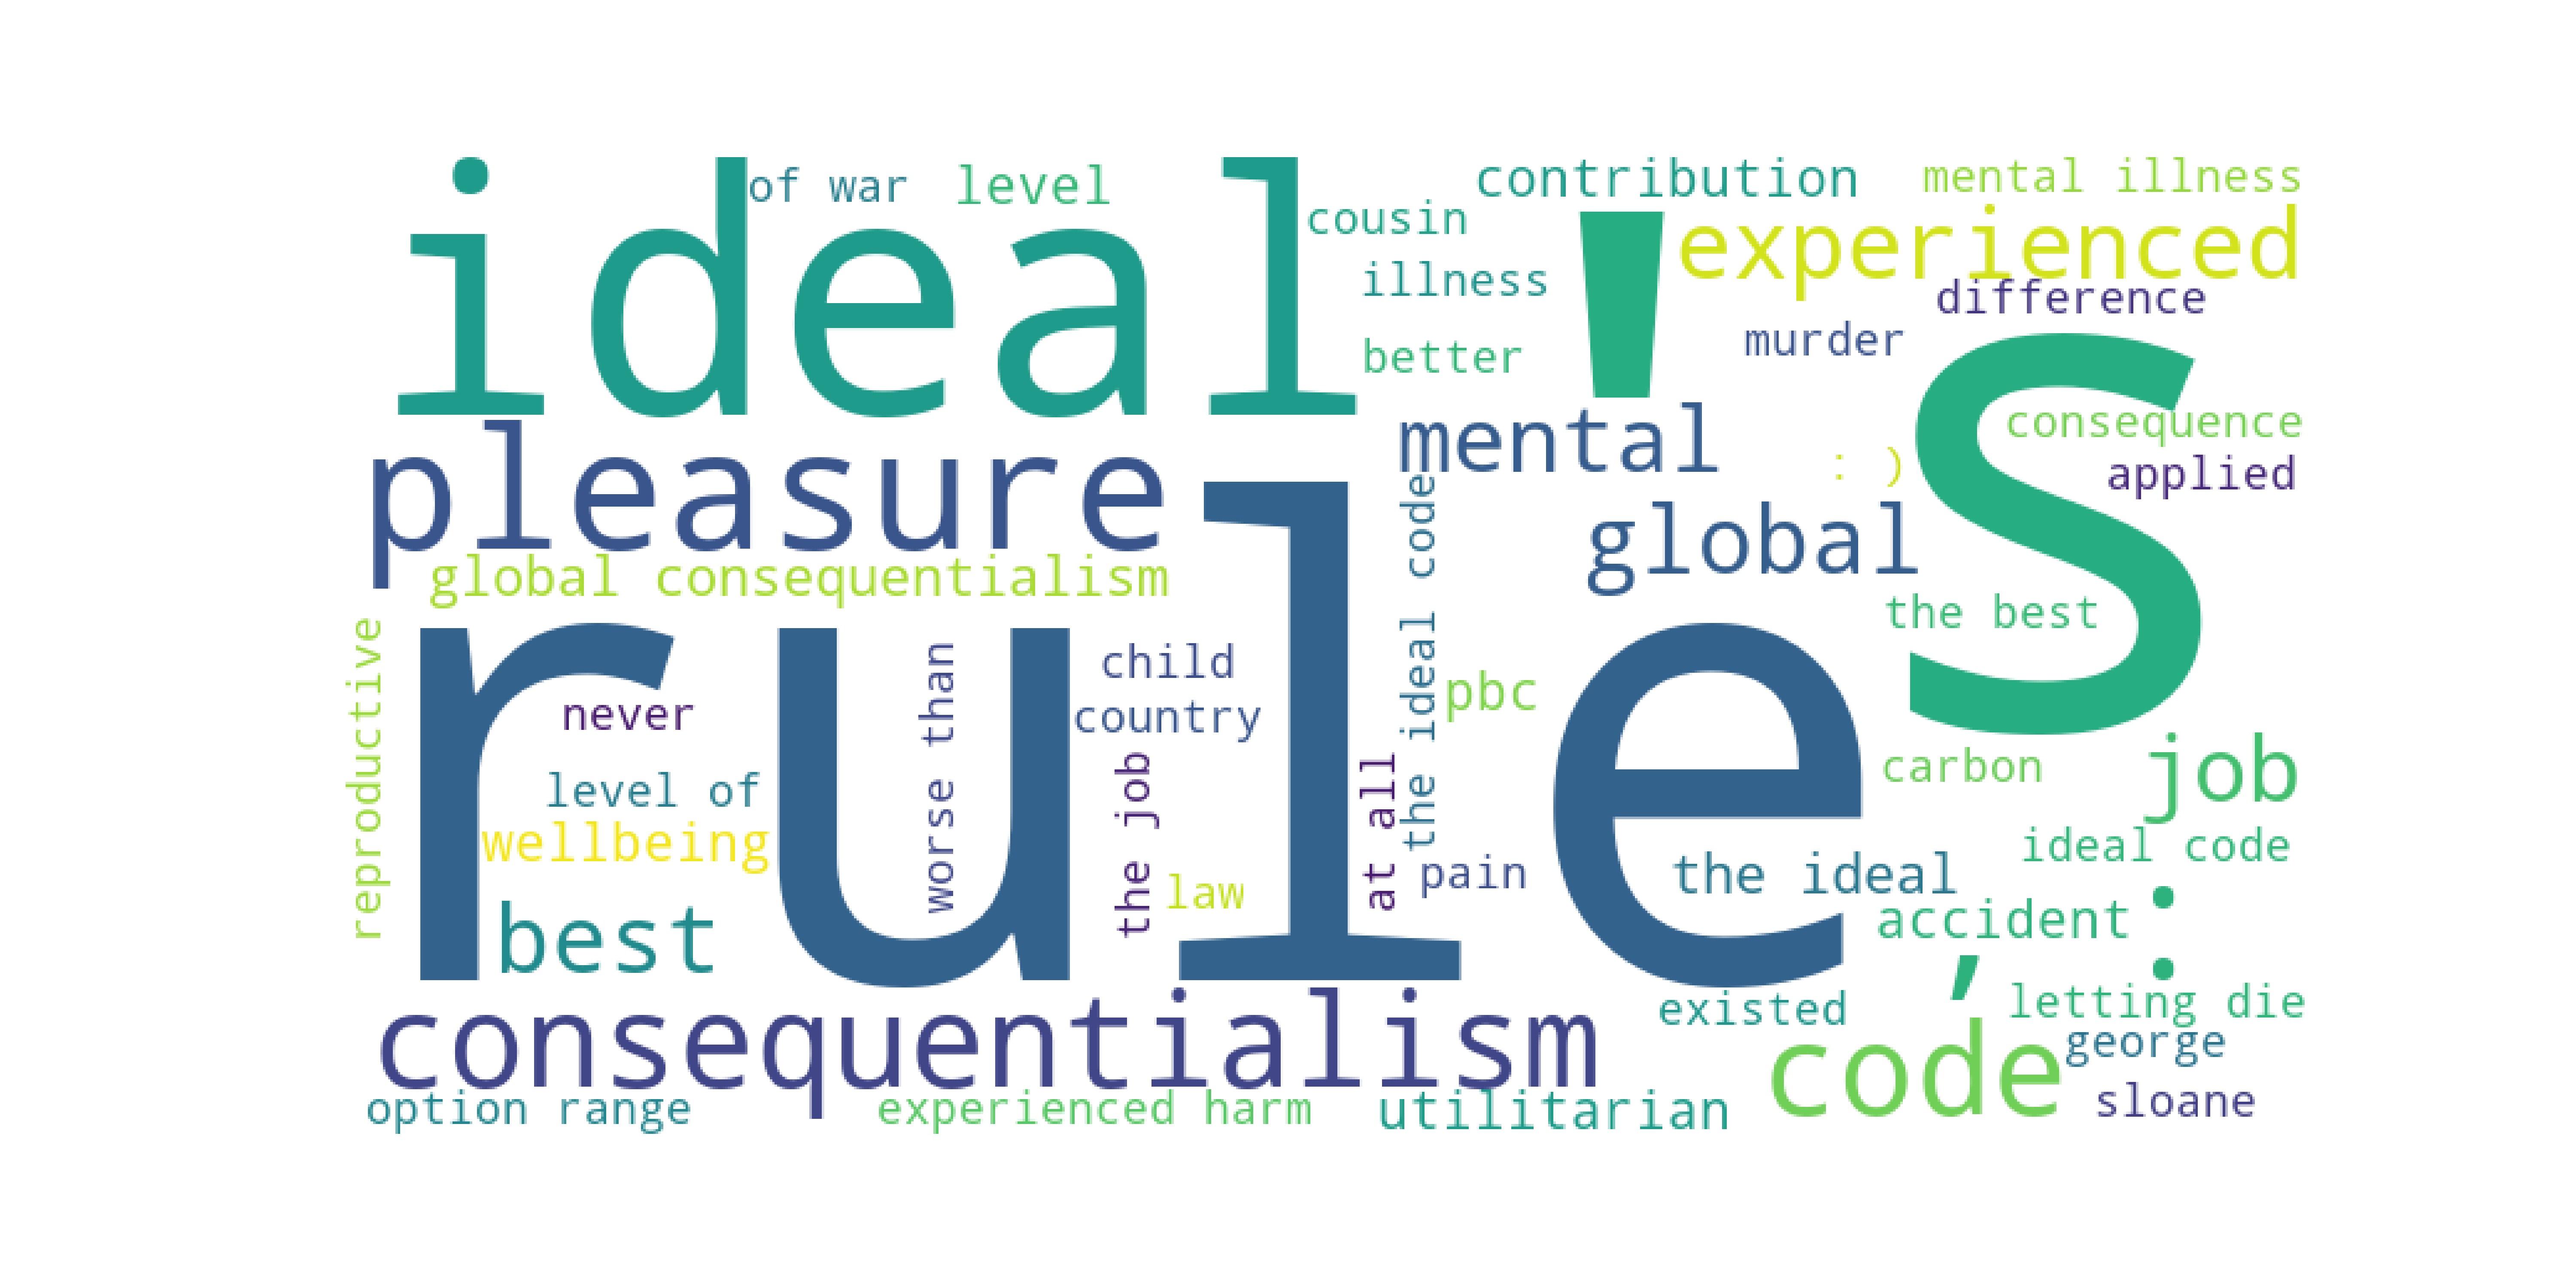 ideal
of war
level
cousin
contribution
mental illness
illness
experienced
difference
better
murder
's
pleasure
mental
consequence
: )
applied
global
global consequentialism
the ideal code
the best
rule
reproductive
never
worse than
child
country
pbc
level of
wellbeing
the job
law
at all
pain
carbon
job
the ideal
ideal code
best
accident
:
,
consequentialism
existed
letting die
code
george
sloane
option range
experienced harm
utilitarian